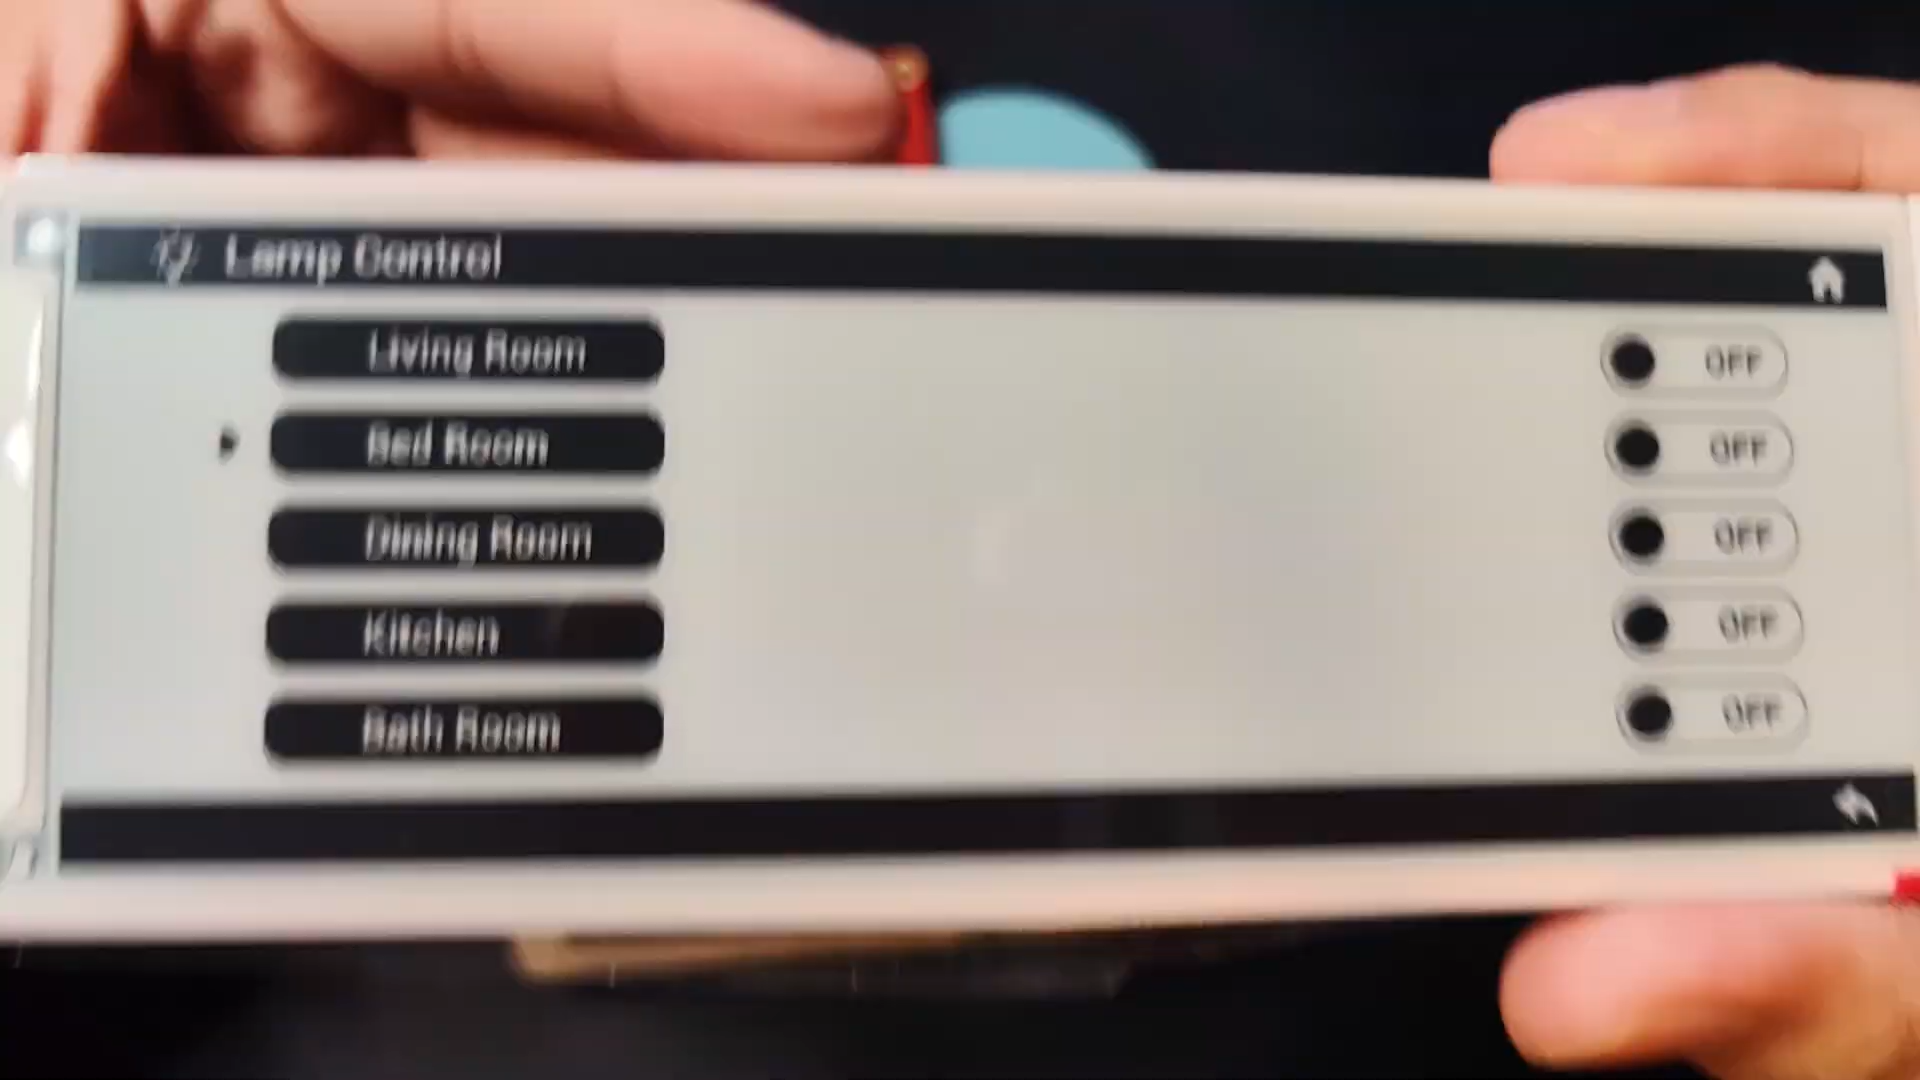 Lamp Control
Living Room OFF
Bed Room OFF
Dining Room OFF
Kitchen OFF
Bath Room OFF